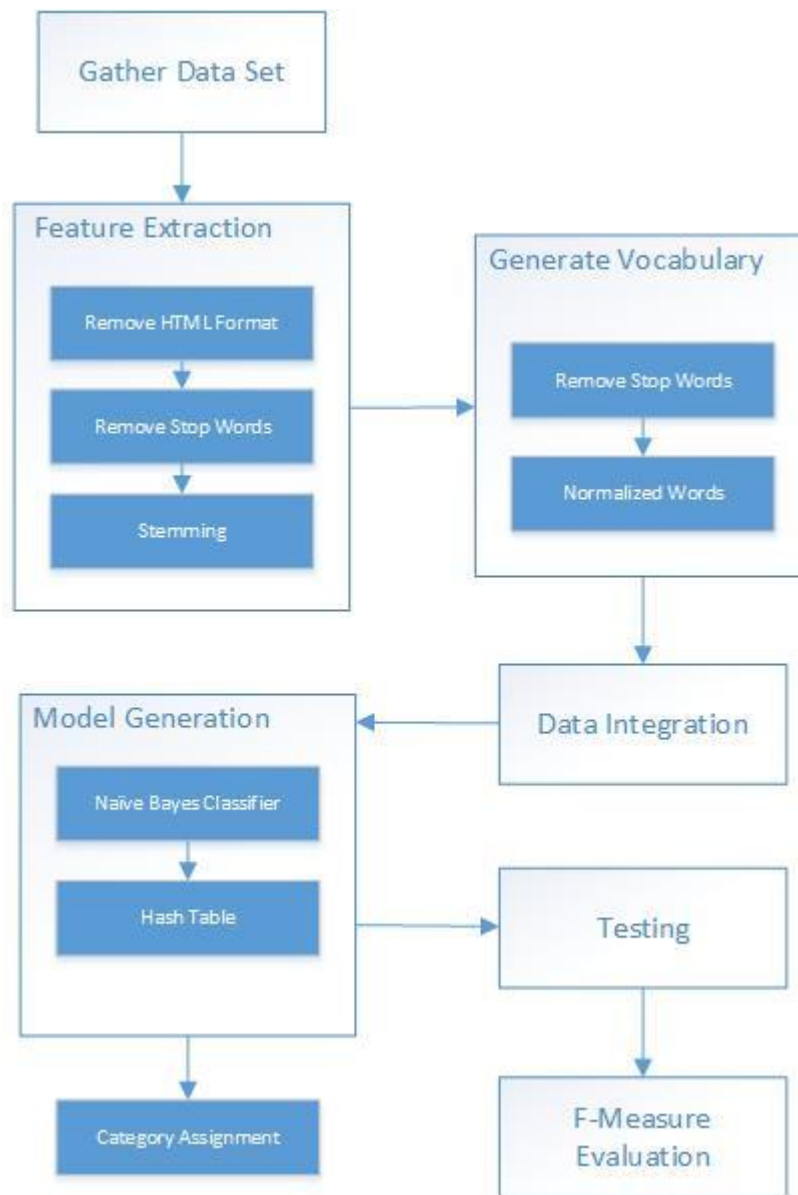 Gather Data Set
Feature Extraction
Remove HTML Format
Remove Stop Words
Stemming
Generate Vocabulary
Remove Stop Words
Normalized Words
Data Integration
Model Generation
Naïve Bayes Classifier
Hash Table
Category Assignment
Testing
F-Measure
Evaluation